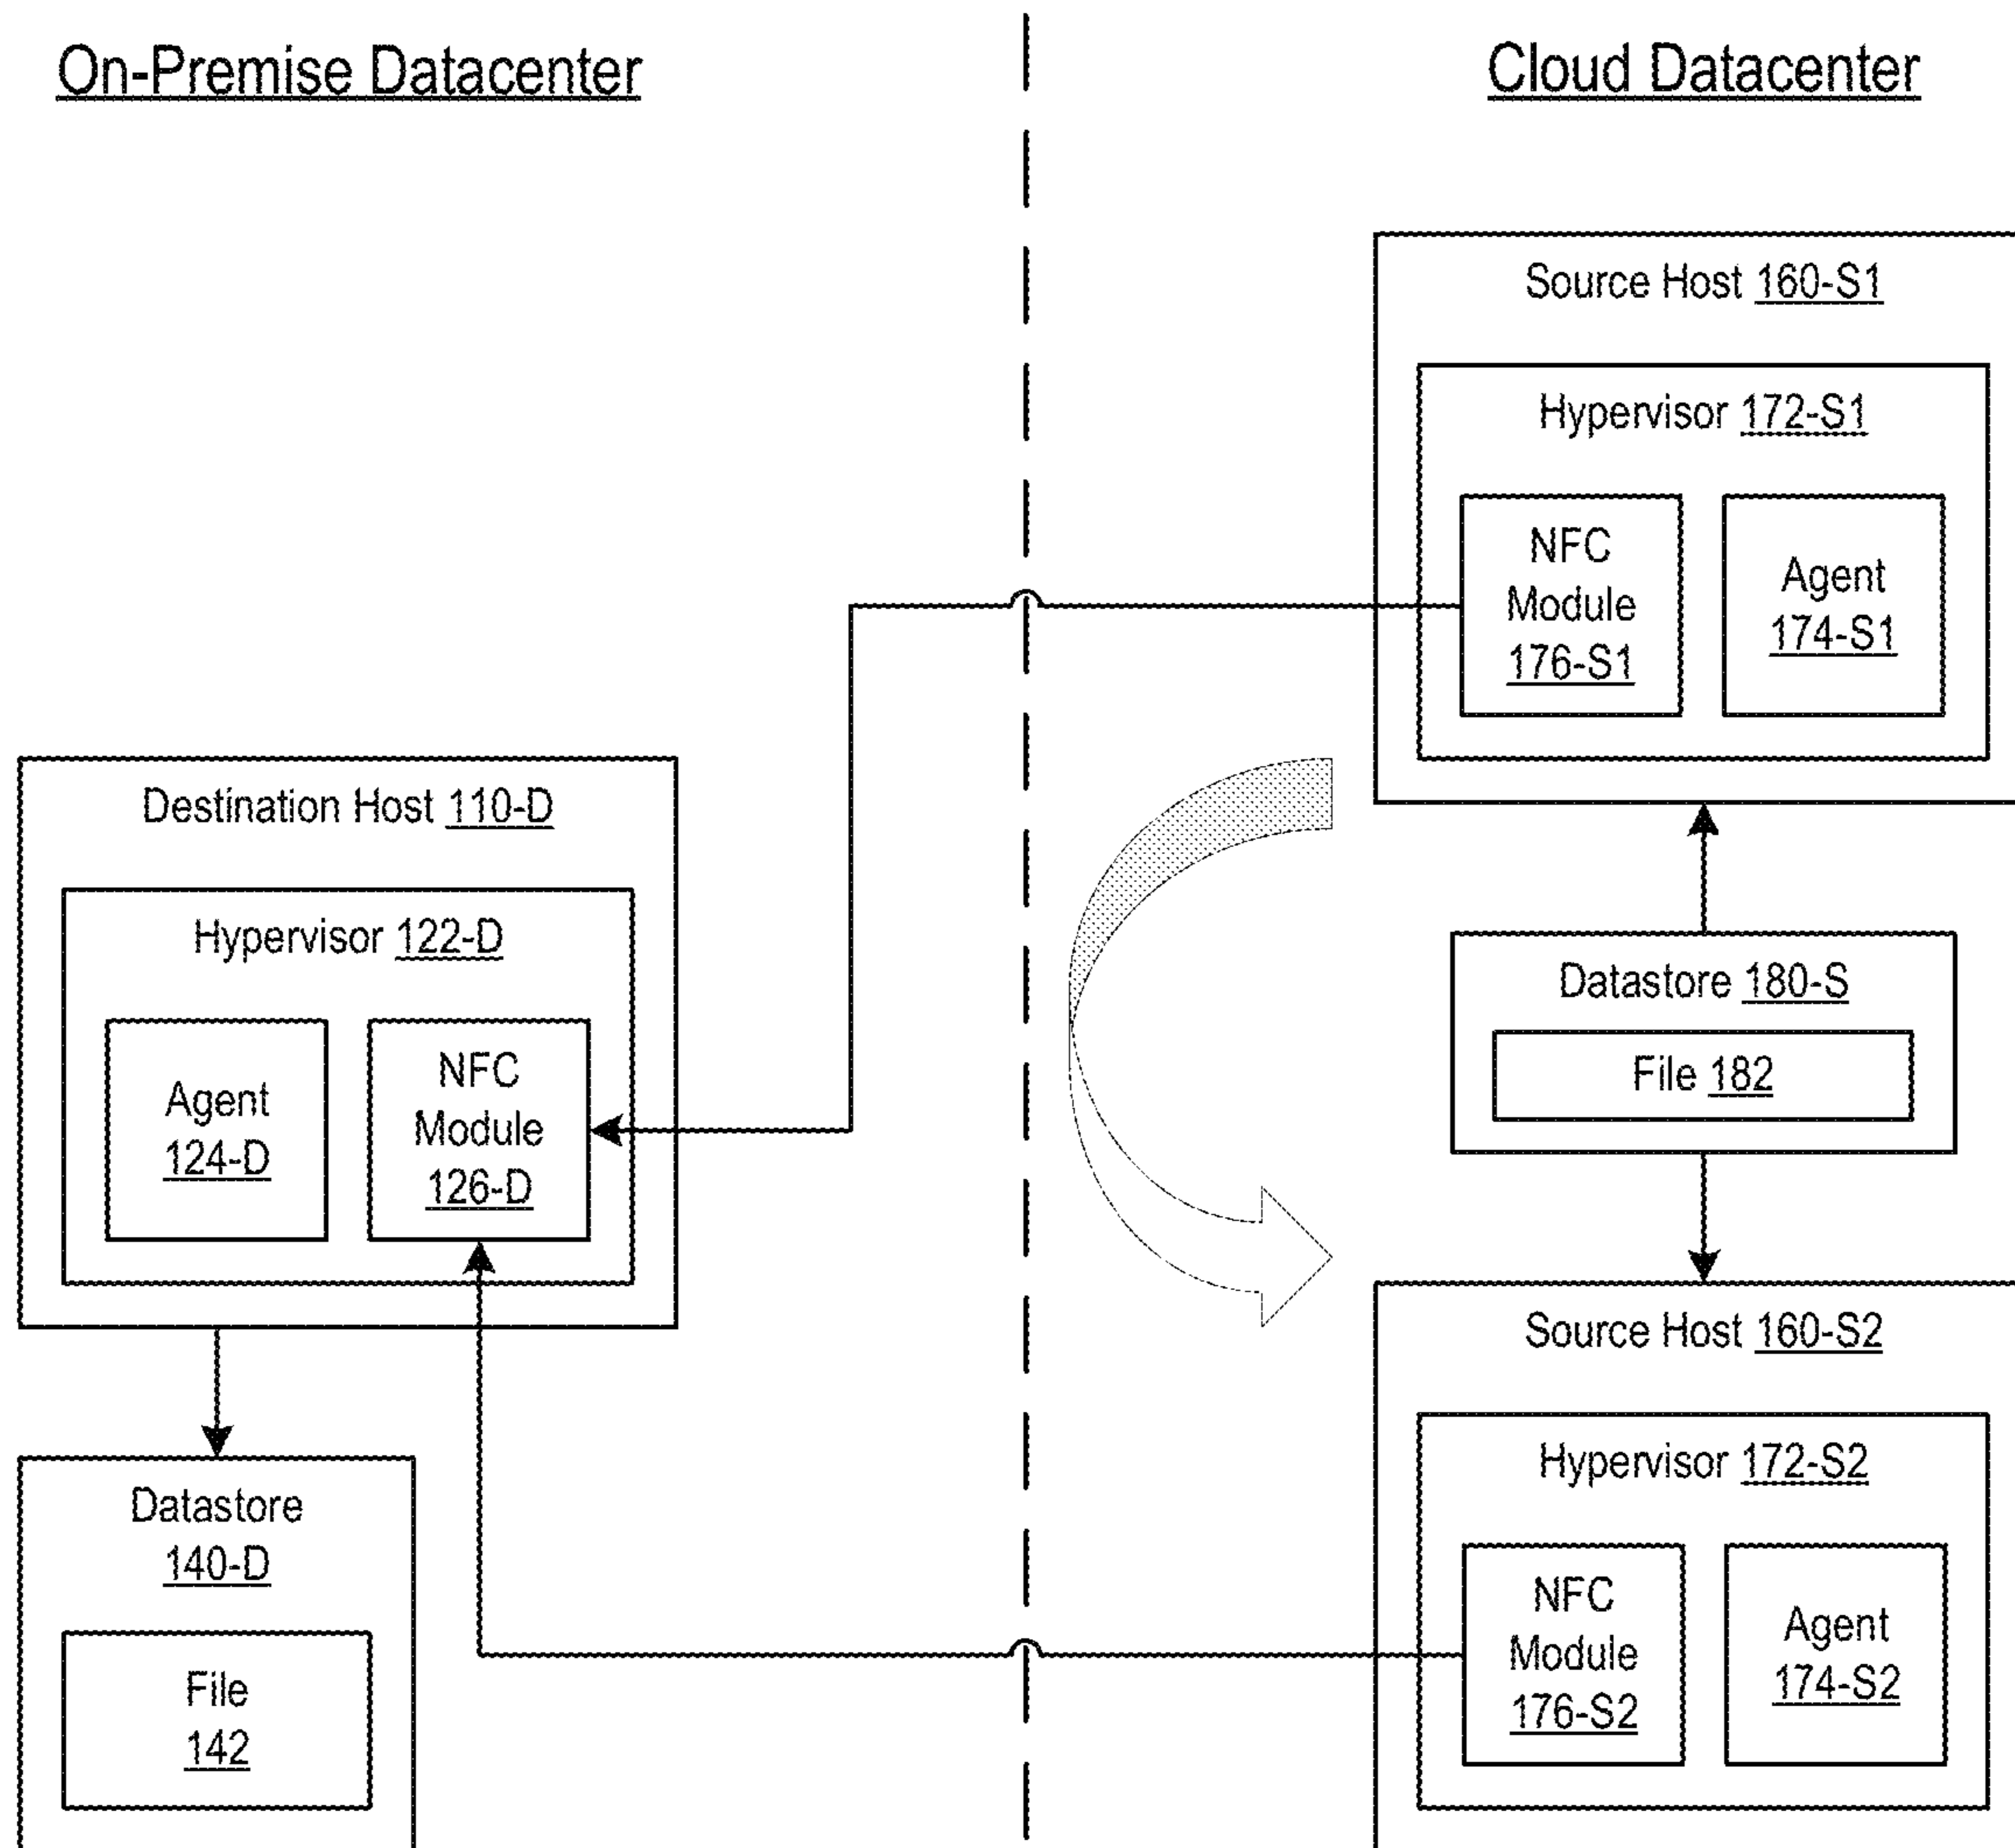 On-Premise Datacenter
Cloud Datacenter
Source Host 160-S1
Hypervisor 172-S1
NFC
Module
176-S1
Agent
174-S1
Destination Host 110-D
Hypervisor 122-D
Agent
124-D
NFC
Module
126-D
Datastore 180-S
File 182
Source Host 160-S2
Hypervisor 172-S2
NFC
Module
176-S2
Agent
174-S2
Datastore
140-D
File
142